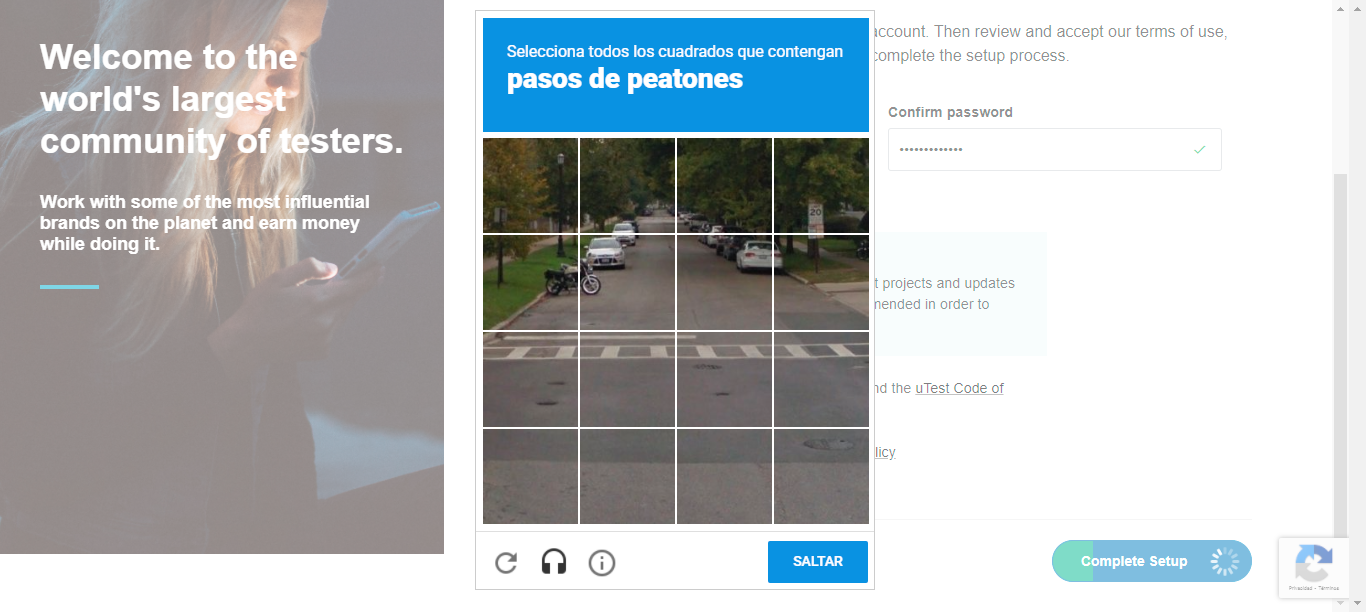 Welcome to the
world's largest
community of testers.
Work with some of the most influential
brands on the planet and earn money
while doing it.
Selecciona todos los cuadrados que contengan
pasos de peatones
20
SALTAR
account. Then review and accept our terms of use,
complete the setup process.
Confirm password
•••••••••••••
t projects and updates
mended in order to
nd the uTest Code of
licy
Complete Setup
Privacidad - Términos